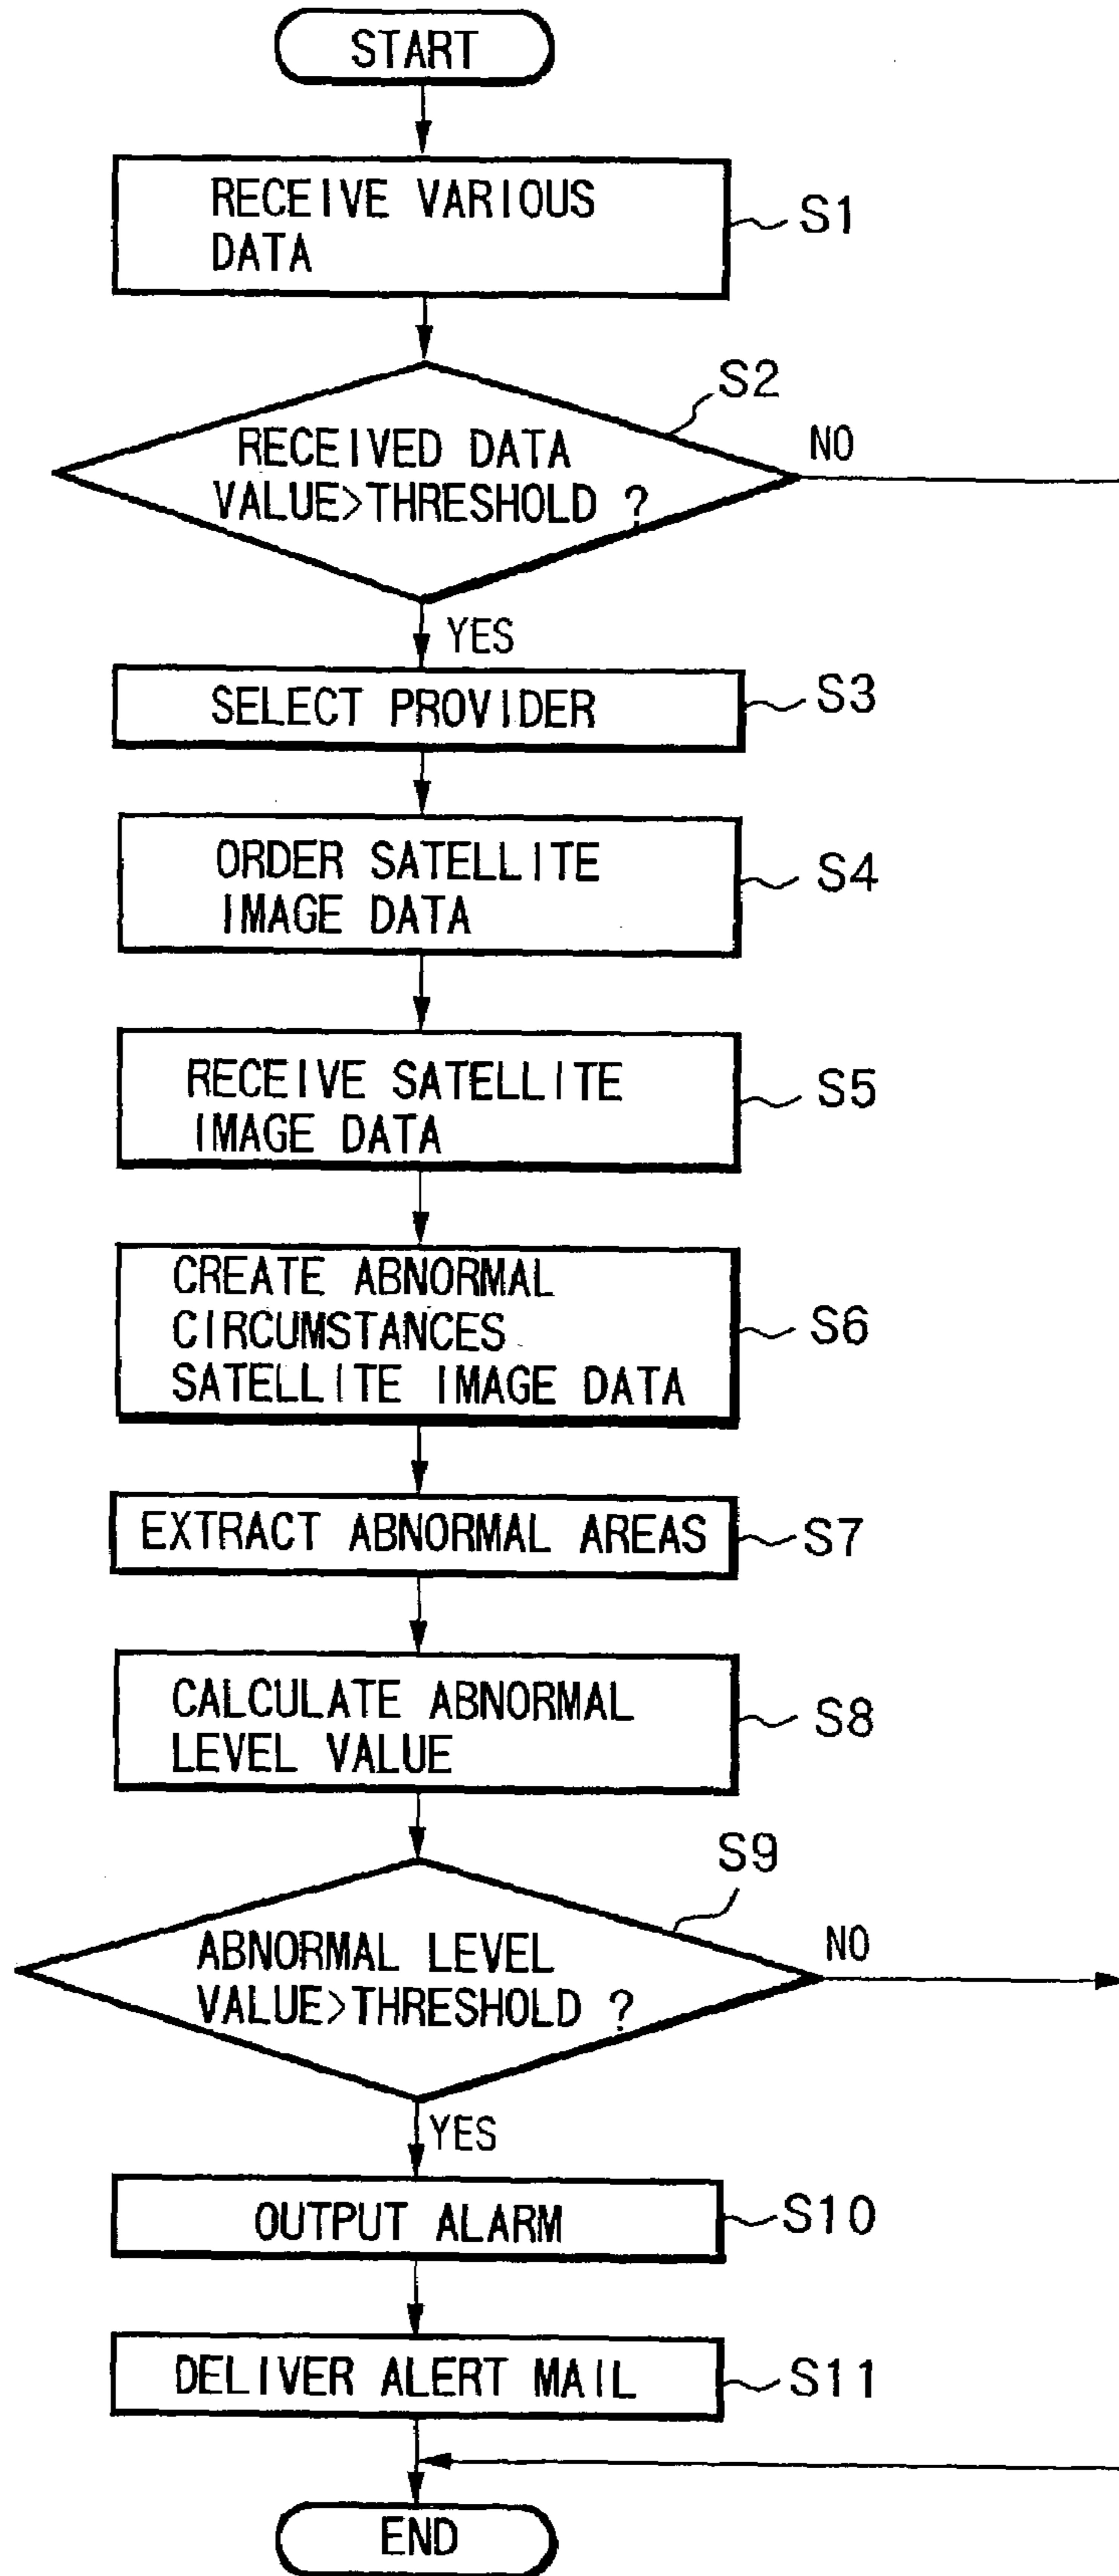 START
RECEIVE VARIOUS
DATA
S1
S2
RECEIVED DATA
VALUE>THRESHOLD ?
NO
YES
SELECT PROVIDER
S3
ORDER SATELLITE
IMAGE DATA
S4
RECEIVE SATELLITE
IMAGE DATA
S5
CREATE ABNORMAL
CIRCUMSTANCES
SATELLITE IMAGE DATA
S6
EXTRACT ABNORMAL AREAS
S7
CALCULATE ABNORMAL
LEVEL VALUE
S8
S9
ABNORMAL LEVEL
VALUE>THRESHOLD ?
NO
YES
OUTPUT ALARM
S10
DELIVER ALERT MAIL
S11
END